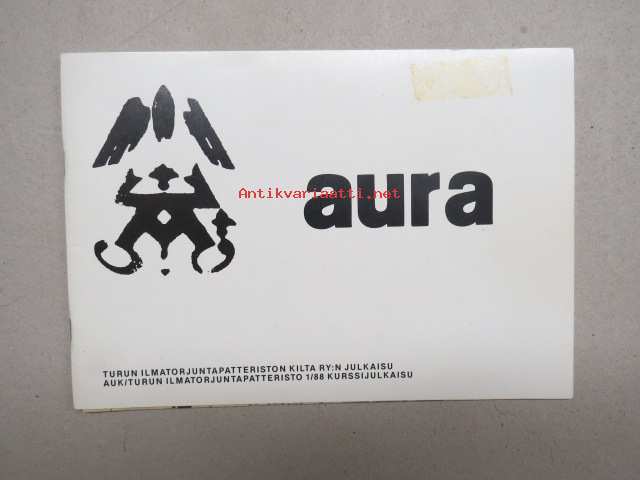 aura
Antikvariaatti.net
TURUN ILMATORJUNTAPATTERISTON KILTA RY:N JULKAISU
AUK/TURUN ILMATORJUNTAPATTERISTO 1/88 KURSSIJULKAISU